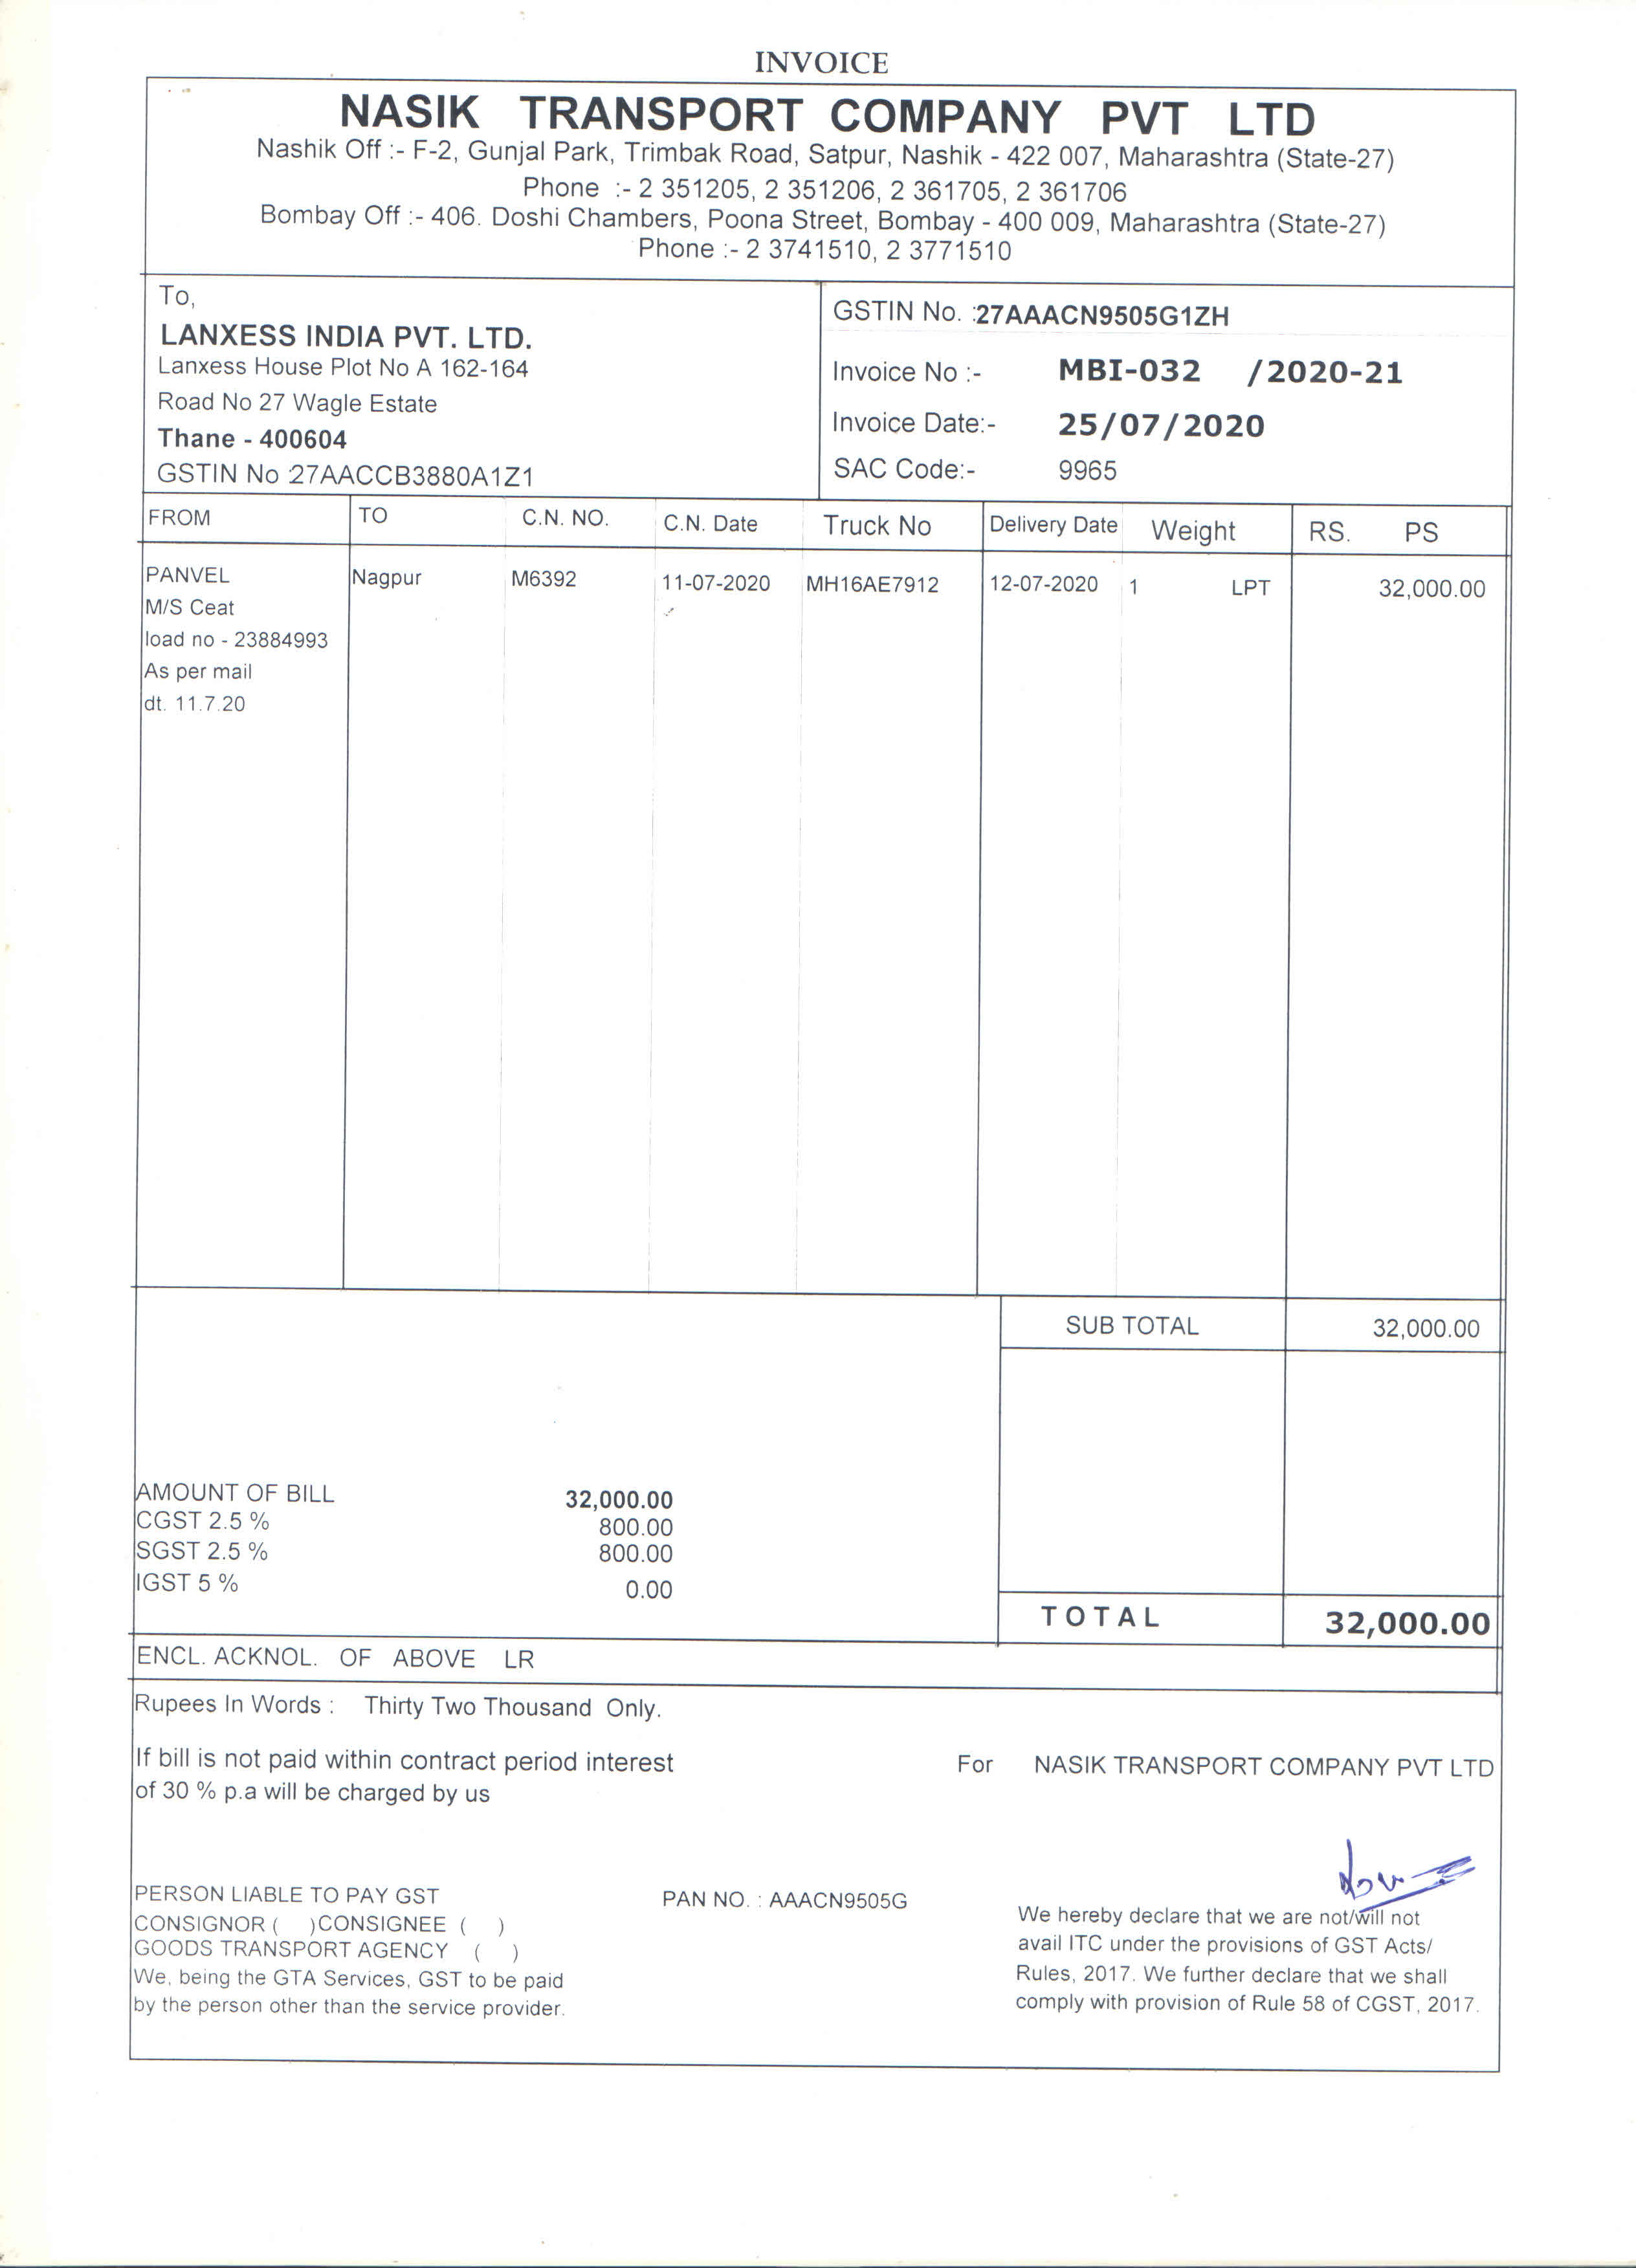 INVOICE
NASIK TRANSPORT COMPANY PVT LTD
Nashik Off :- F-2, Gunjal Park, Trimbak Road, Satpur, Nashik - 422 007, Maharashtra (State-27)
Phone :- 2 351205, 2 351206, 2 361705, 2 361706
Bombay Off :- 406. Doshi Chambers, Poona Street, Bombay - 400 009, Maharashtra (State-27)
Phone :- 2 3741510, 2 3771510
To,
LANXESS INDIA PVT. LTD.
Lanxess House Plot No A 162-164
Road No 27 Wagle Estate
Thane - 400604
GSTIN No :27AACCB3880A1Z1
GSTIN No. :27AAACN9505G1ZH
Invoice No :- MBI-032 /2020-21
Invoice Date:- 25/07/2020
SAC Code:- 9965
FROM TO C.N. NO. C.N. Date Truck No Delivery Date Weight RS. PS
PANVEL Nagpur M6392 11-07-2020 MH16AE7912 12-07-2020 1 LPT 32,000.00
M/S Ceat
load no - 23884993
As per mail
dt. 11.7.20
SUB TOTAL 32,000.00
AMOUNT OF BILL 32,000.00
CGST 2.5 % 800.00
SGST 2.5 % 800.00
IGST 5 % 0.00
TOTAL 32,000.00
ENCL. ACKNOL. OF ABOVE LR
Rupees In Words : Thirty Two Thousand Only.
If bill is not paid within contract period interest
of 30 % p.a will be charged by us
For NASIK TRANSPORT COMPANY PVT LTD
PERSON LIABLE TO PAY GST
CONSIGNOR ( )CONSIGNEE ( )
GOODS TRANSPORT AGENCY ( )
We, being the GTA Services, GST to be paid
by the person other than the service provider.
PAN NO. : AAACN9505G
We hereby declare that we are not/will not
avail ITC under the provisions of GST Acts/
Rules, 2017. We further declare that we shall
comply with provision of Rule 58 of CGST, 2017.